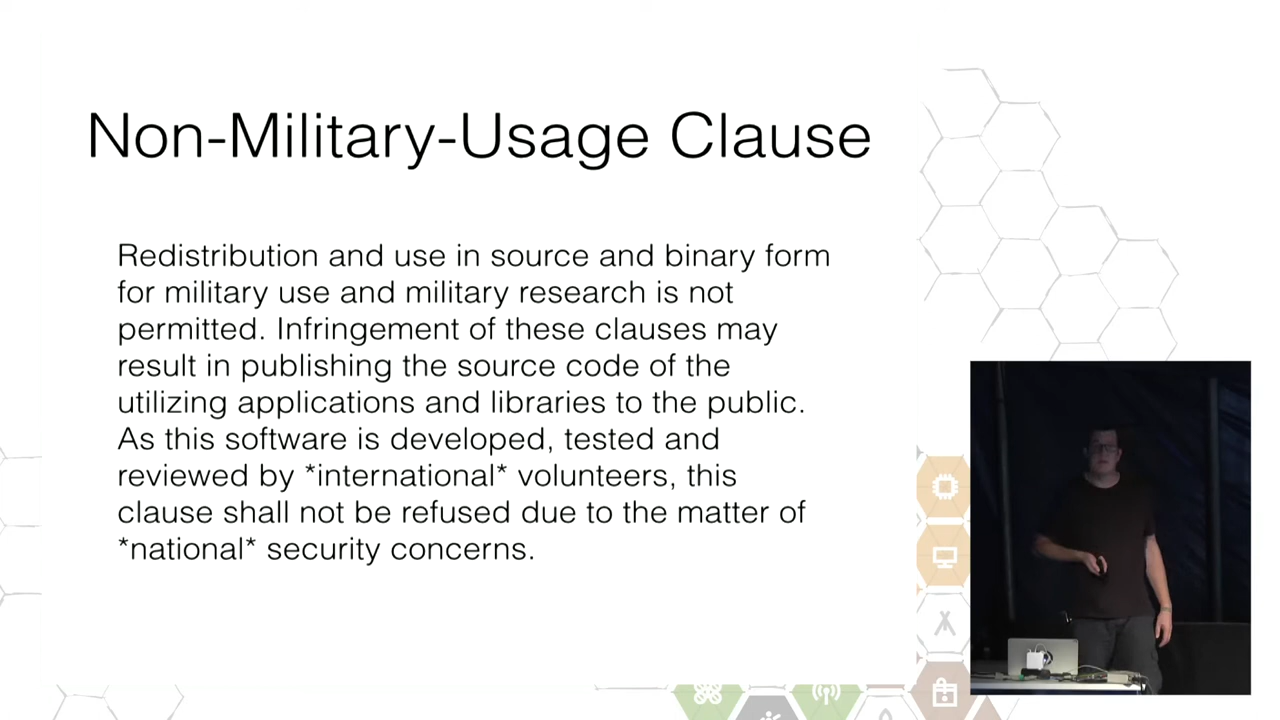 Non-Military-Usage Clause
Redistribution and use in source and binary form
for military use and military research is not
permitted. Infringement of these clauses may
result in publishing the source code of the
utilizing applications and libraries to the public.
As this software is developed, tested and
reviewed by *international* volunteers, this
clause shall not be refused due to the matter of
*national* security concerns.